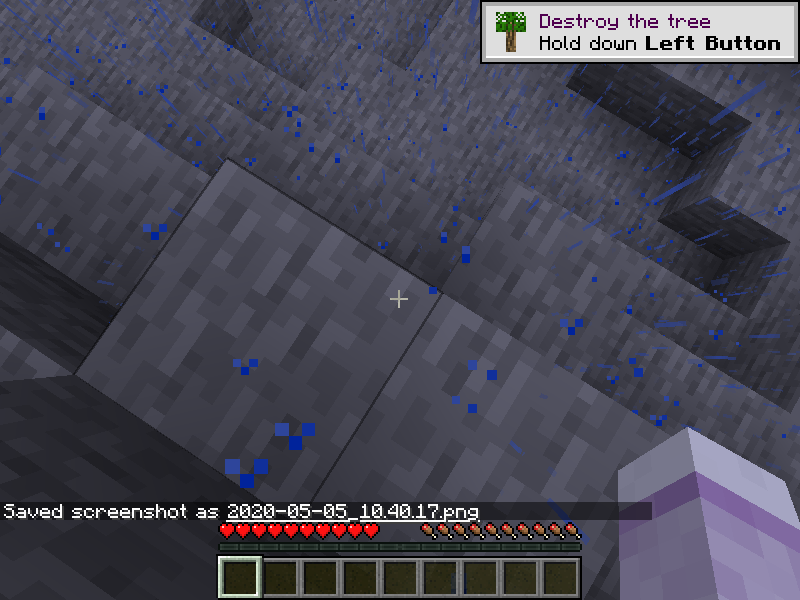 Destroy the tree
Hold down Left Button
Saved screenshot as 2020-05-05_10.40.17.png